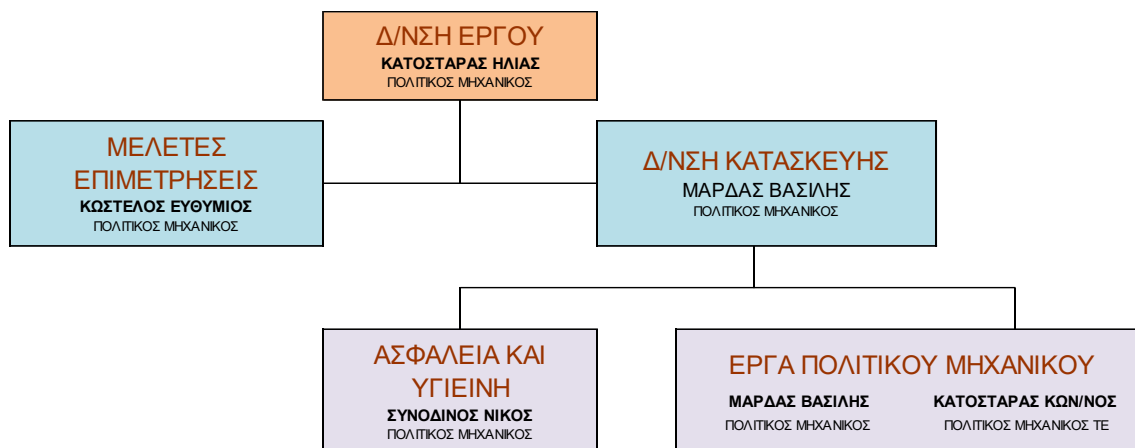 Δ/ΝΣΗ ΕΡΓΟΥ
ΚΑΤΟΣΤΑΡΑΣ ΗΛΙΑΣ
ΠΟΛΙΤΙΚΟΣ ΜΗΧΑΝΙΚΟΣ
ΜΕΛΕΤΕΣ
ΕΠΙΜΕΤΡΗΣΕΙΣ
ΚΩΣΤΕΛΟΣ ΕΥΘΥΜΙΟΣ
ΠΟΛΙΤΙΚΟΣ ΜΗΧΑΝΙΚΟΣ
Δ/ΝΣΗ ΚΑΤΑΣΚΕΥΗΣ
ΜΑΡΔΑΣ ΒΑΣΙΛΗΣ
ΠΟΛΙΤΙΚΟΣ ΜΗΧΑΝΙΚΟΣ
ΑΣΦΑΛΕΙΑ ΚΑΙ
ΥΓΙΕΙΝΗ
ΣΥΝΟΔΙΝΟΣ ΝΙΚΟΣ
ΠΟΛΙΤΙΚΟΣ ΜΗΧΑΝΙΚΟΣ
ΕΡΓΑ ΠΟΛΙΤΙΚΟΥ ΜΗΧΑΝΙΚΟΥ
ΜΑΡΔΑΣ ΒΑΣΙΛΗΣ ΚΑΤΟΣΤΑΡΑΣ ΚΩΝ/ΝΟΣ
ΠΟΛΙΤΙΚΟΣ ΜΗΧΑΝΙΚΟΣ ΠΟΛΙΤΙΚΟΣ ΜΗΧΑΝΙΚΟΣ ΤΕ